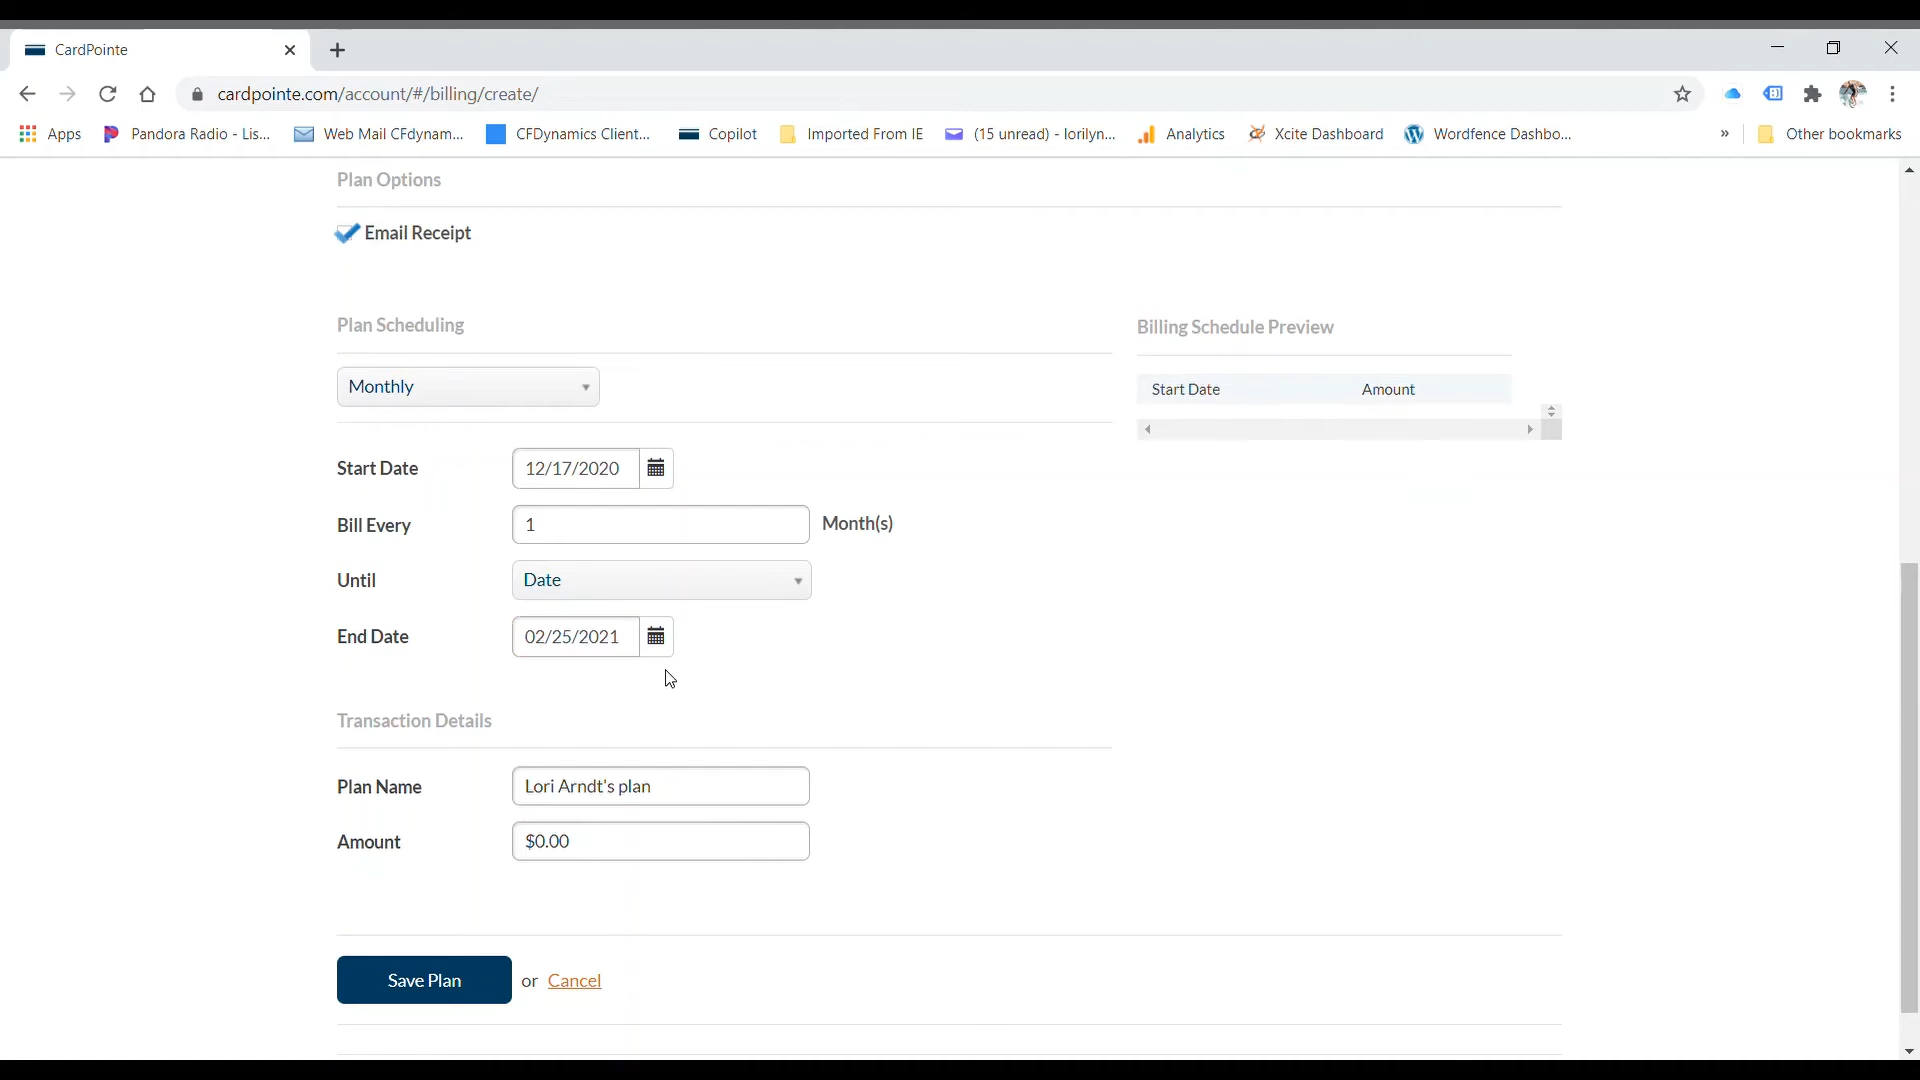 CardPointe
cardpointe.com/account/#/billing/create/
Apps Pandora Radio - Lis... Web Mail CFdynam... CFDynamics Client... Copilot Imported From IE (15 unread) - lorilyn... Analytics Xcite Dashboard Wordfence Dashbo... » Other bookmarks
Plan Options
Email Receipt
Plan Scheduling
Billing Schedule Preview
Monthly
Start Date Amount
Start Date 12/17/2020
Bill Every 1 Month(s)
Until Date
End Date 02/25/2021
Transaction Details
Plan Name Lori Arndt's plan
Amount $0.00
Save Plan or Cancel